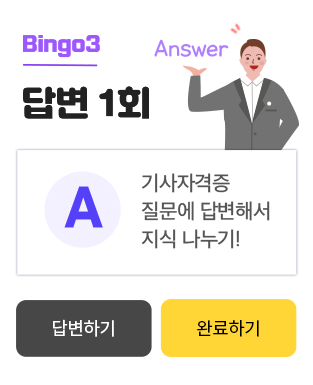 Bingo3
Answer
답변 1회
A
기사자격증
질문에 답변해서
지식 나누기!
답변하기
완료하기